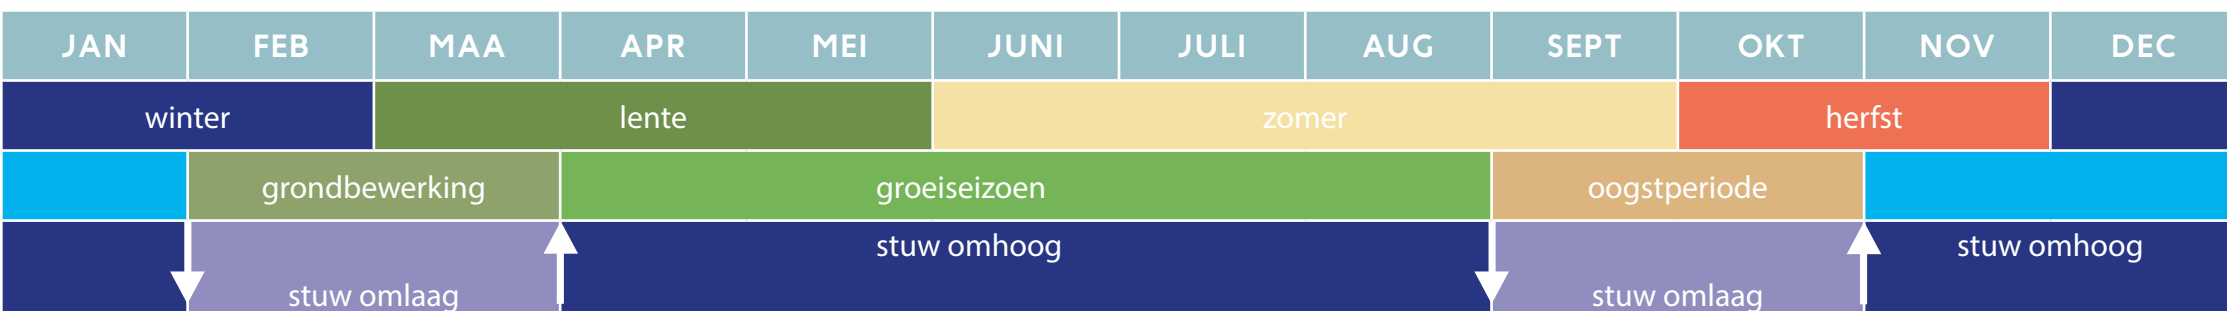 JAN FEB MAA APR MEI JUNI JULI AUG SEPT OKT NOV DEC
winter lente zomer herfst
grondbewerking groeiseizoen oogstperiode
stuw omhoog stuw omhoog
stuw omlaag stuw omlaag